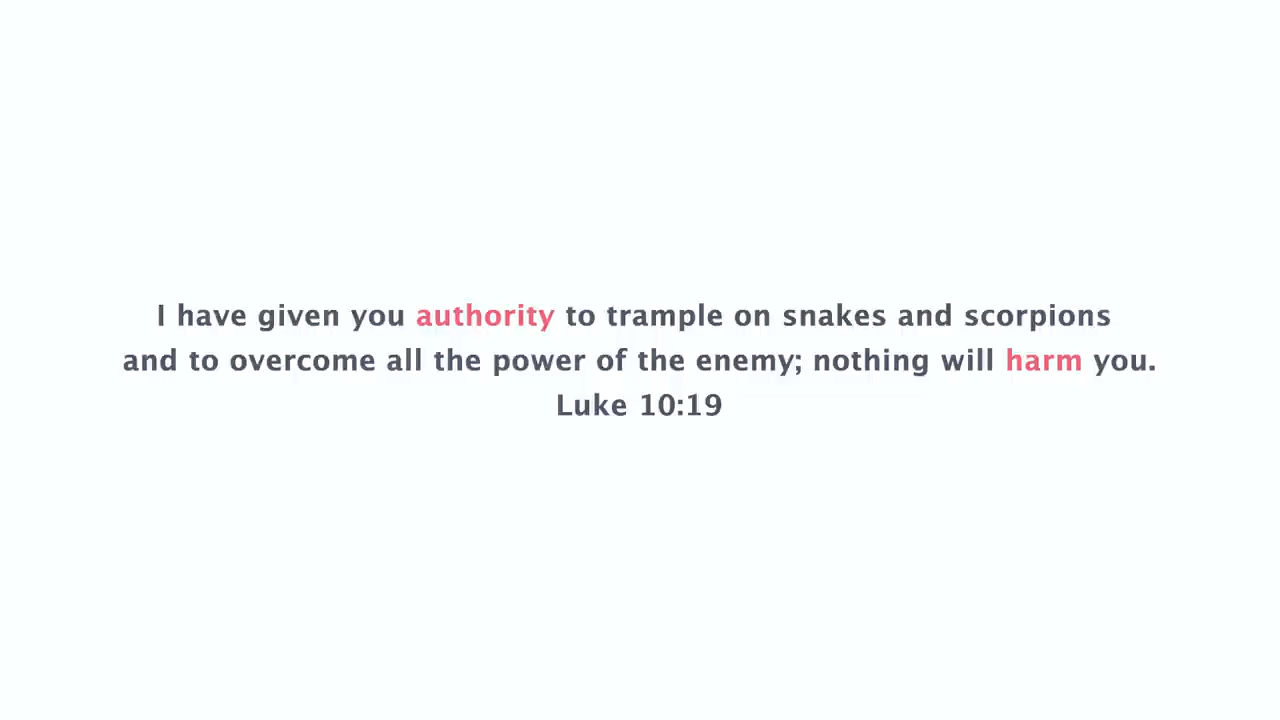 I have given you authority to trample on snakes and scorpions
and to overcome all the power of the enemy; nothing will harm you.
Luke 10:19